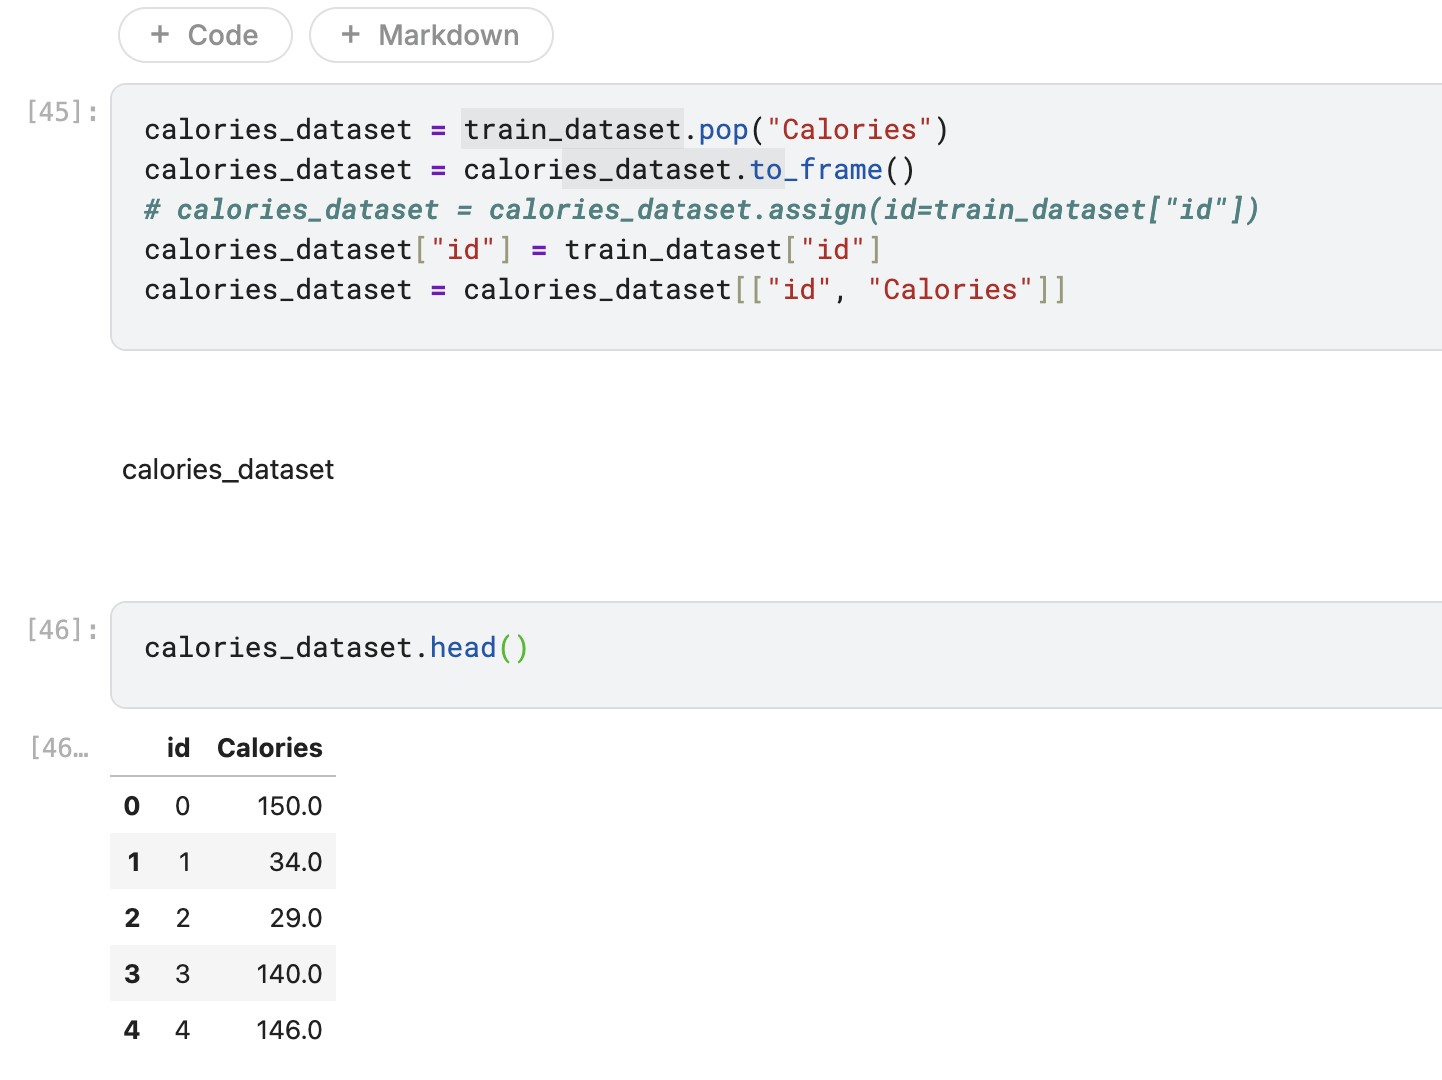 + Code + Markdown
[45]:
calories_dataset = train_dataset.pop("Calories")
calories_dataset = calories_dataset.to_frame()
# calories_dataset = calories_dataset.assign(id=train_dataset["id"])
calories_dataset["id"] = train_dataset["id"]
calories_dataset = calories_dataset[["id", "Calories"]]
calories_dataset
[46]:
calories_dataset.head()
[46…
id Calories
0 0 150.0
1 1 34.0
2 2 29.0
3 3 140.0
4 4 146.0